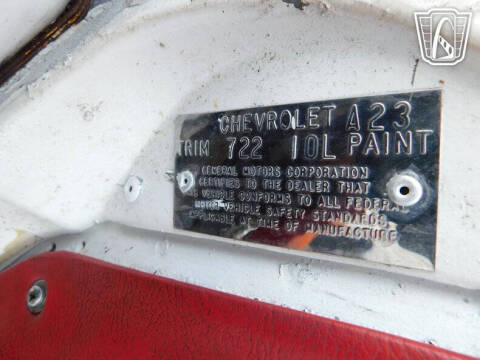 CHEVROLET A23
TRIM 722 10L PAINT
GENERAL MOTORS CORPORATION
CERTIFIES TO THE DEALER THAT
VEHICLE CONFORMS TO ALL FEDERAL
MOTOR VEHICLE SAFETY STANDARDS
APPLICABLE AT TIME OF MANUFACTURE